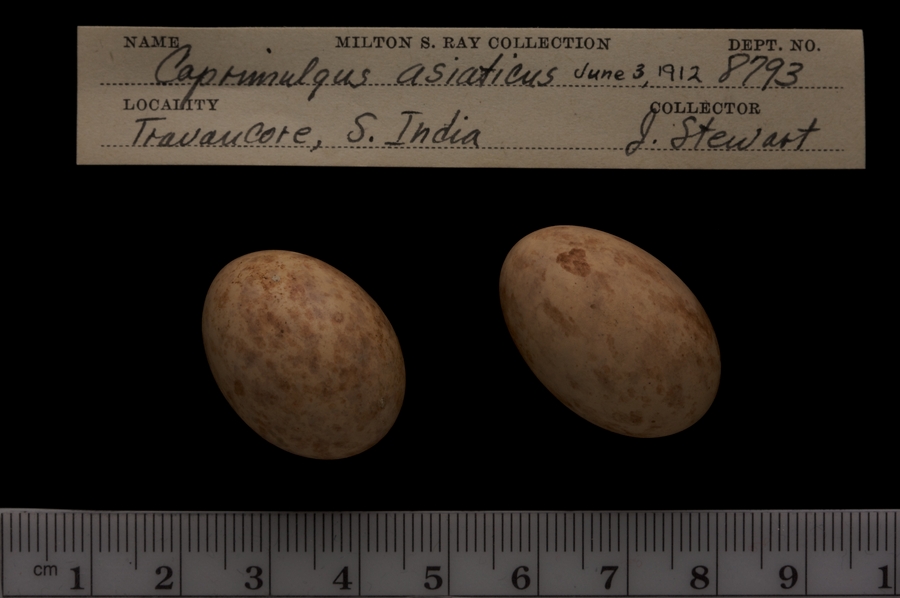 NAME MILTON S. RAY COLLECTION DEPT. NO.
Caprimulgus asiaticus June 3, 1912 8793
LOCALITY COLLECTOR
Travancore, S. India J. Stewart
cm 1 2 3 4 5 6 7 8 9 1